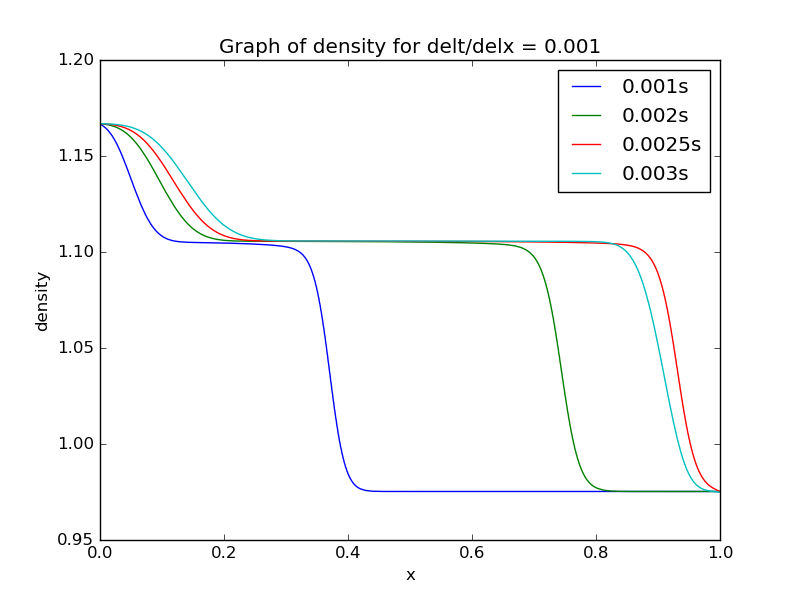 Graph of density for delt/delx = 0.001
1.20
1.15
1.10
1.05
1.00
0.95
density
0.001s
0.002s
0.0025s
0.003s
0.0 0.2 0.4 0.6 0.8 1.0
x